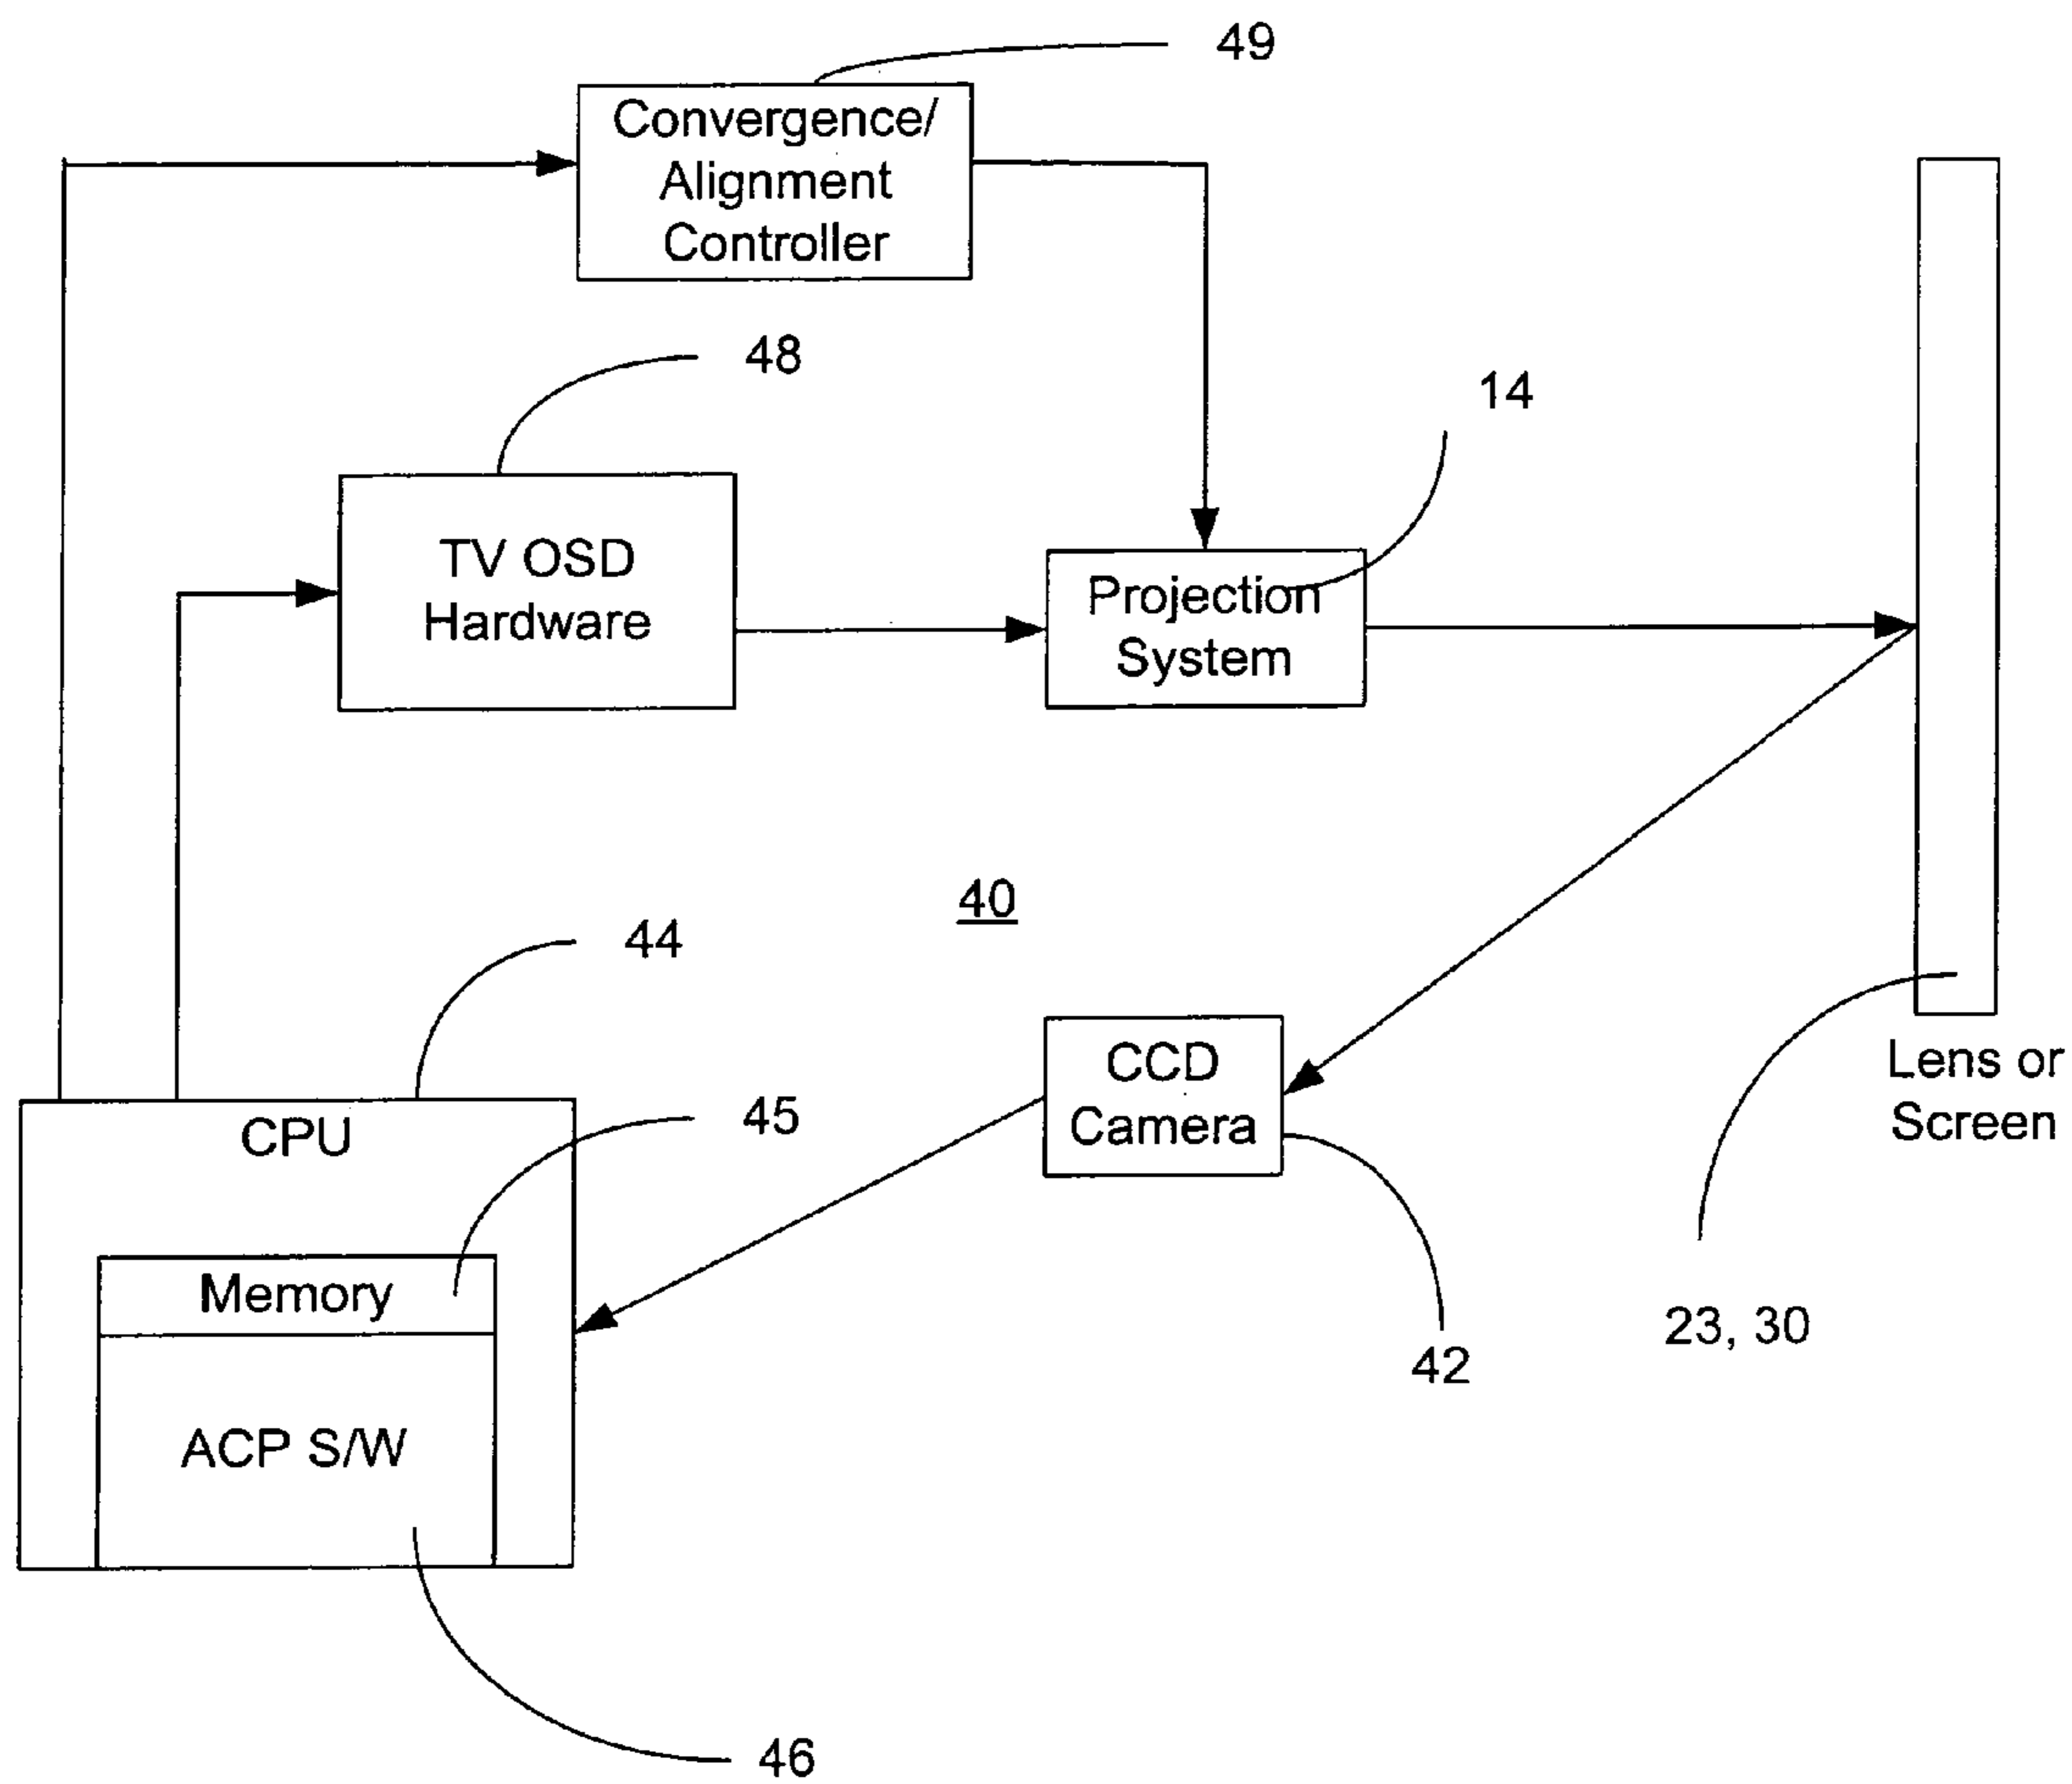 49
Convergence/
Alignment
Controller
48
14
TV OSD
Hardware
Projection
System
40
44
CCD
Camera
Lens or
Screen
CPU
45
Memory
23, 30
42
ACP S/W
46